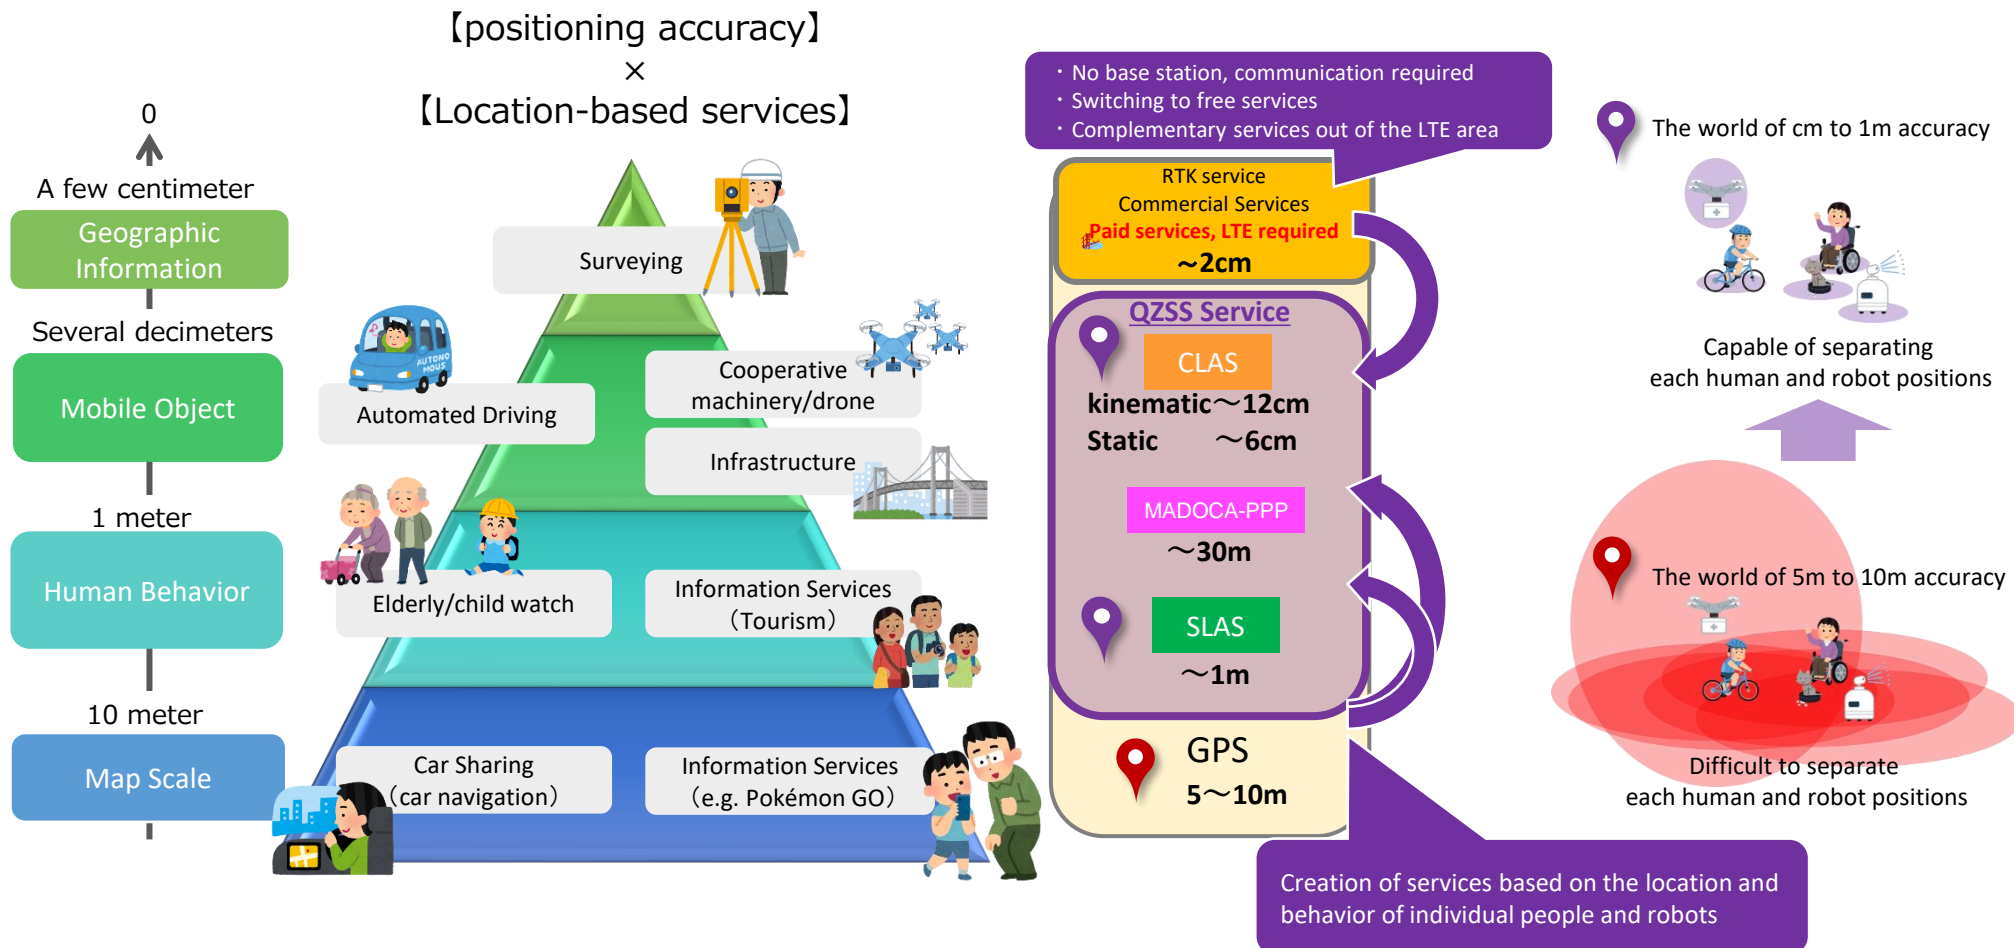 【positioning accuracy】
×
【Location-based services】
0
A few centimeter
Geographic
Information
Several decimeters
Mobile Object
1 meter
Human Behavior
10 meter
Map Scale
Surveying
AUTONO
MOUS
Automated Driving
Cooperative
machinery/drone
Infrastructure
Elderly/child watch
Information Services
（Tourism）
Car Sharing
（car navigation）
Information Services
（e.g. Pokémon GO）
・No base station, communication required
・Switching to free services
・Complementary services out of the LTE area
RTK service
Commercial Services
Paid services, LTE required
~2cm
QZSS Service
CLAS
kinematic～12cm
Static ～6cm
MADOCA-PPP
～30m
SLAS
～1m
GPS
5～10m
Creation of services based on the location and
behavior of individual people and robots
The world of cm to 1m accuracy
Capable of separating
each human and robot positions
The world of 5m to 10m accuracy
Difficult to separate
each human and robot positions